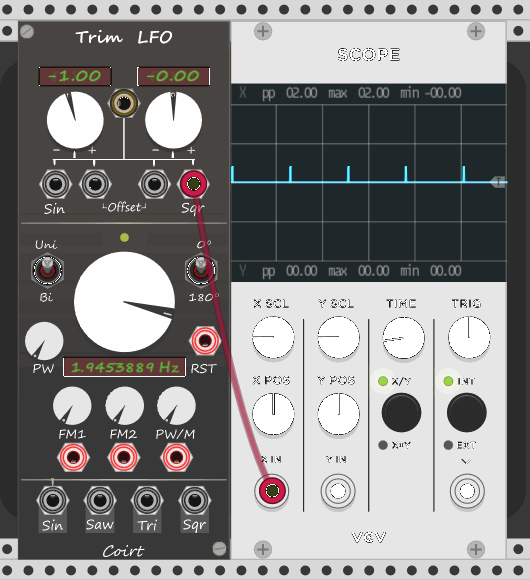 Trim LFO
-1.00 -0.00
- + - +
Sin Offset Sqr
Uni 0°
Bi 180°
PW 1.9453889 Hz RST
FM1 FM2 PW/M
Sin Saw Tri Sqr
Coirt
SCOPE
X pp 02.00 max 02.00 min -00.00
T
Y pp 00.00 max 00.00 min 00.00
X SCL Y SCL TIME TRIG
X POS Y POS X/Y INT
X×Y EXT
X IN Y IN
VCV